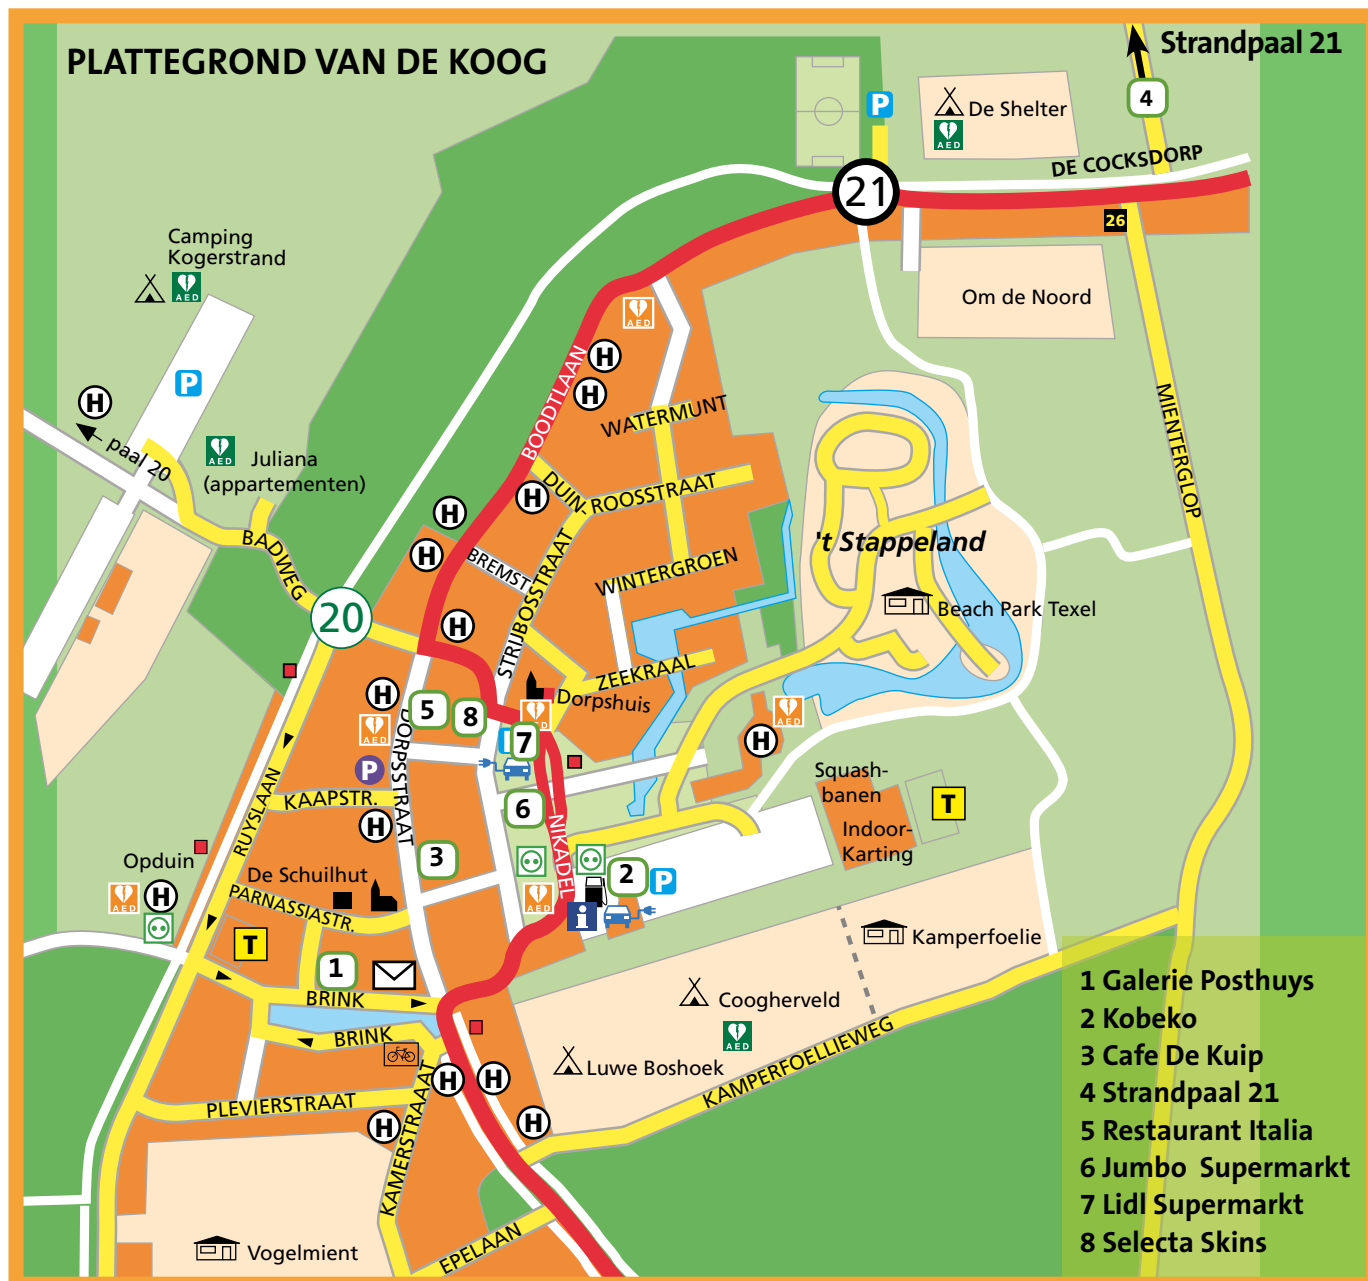 PLATTEGROND VAN DE KOOG
Strandpaal 21
4
P
De Shelter
AED
DE COCKSDORP
21
26
Camping
Kogerstrand
AED
P
Om de Noord
AED
H
BOODTLAAN
H
H
WATERMUNT
MIENTERGLOP
paal 20
AED
Juliana
(appartementen)
DUIN-ROOSSTRAAT
H
H
H
BADWEG
BREMST
STRIJBOSSTRAAT
WINTERGROEN
't Stappeland
Beach Park Texel
20
H
ZEEKRAAL
Dorpshuis
H
5
8
AED
AED
AED
7
H
DORPSSTRAAT
P
KAAPSTR.
RUYSLAAN
6
NIKADEL
H
Squash-
banen
Indoor-
Karting
T
Opduin
H
AED
De Schuilhut
3
2
P
AED
i
PARNASSIASTR.
T
1
BRINK
BRINK
Kamperfoelie
Coogherveld
AED
Luwe Boshoek
KAMPERFOELLIEWEG
H
H
H
H
PLEVIERSTRAAT
KAMERSTRAAAT
Vogelmient
EPELAAN
1 Galerie Posthuys
2 Kobeko
3 Cafe De Kuip
4 Strandpaal 21
5 Restaurant Italia
6 Jumbo Supermarkt
7 Lidl Supermarkt
8 Selecta Skins